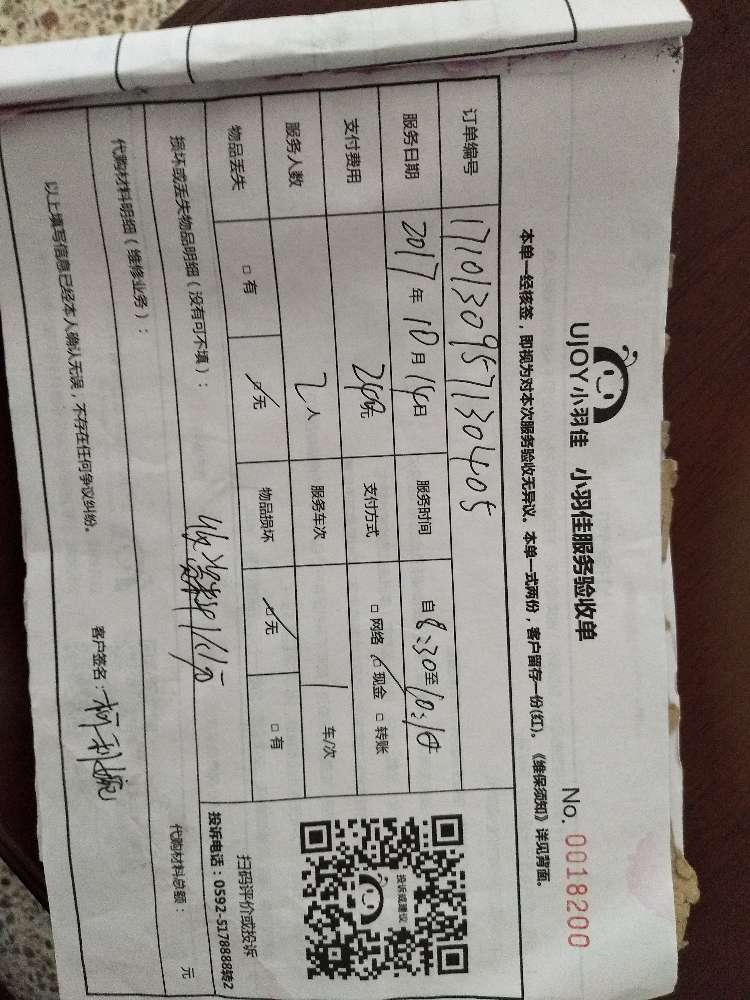 UJOY小羽佳 小羽佳服务验收单
No. 0018200
本单一经核签，即视为对本次服务验收无异议。本单一式两份，客户留存一份(红)。《维保须知》详见背面。
订单编号 1710130957130405
服务日期 2017年10月14日 服务时间 自8:30至10:10
支付费用 240元 支付方式 □网络 □现金 □转账
服务人数 2人 服务车次 / 车/次
物品丢失 □有 □无 物品损坏 □无 □有
损坏或丢失物品明细（没有可不填）：
代购材料明细（维修业务）：
代购材料总额： 元
以上填写信息已经本人确认无误，不存在任何争议纠纷。
客户签名：
投诉或建议
扫码评价或投诉
投诉电话：0592-5178888转2